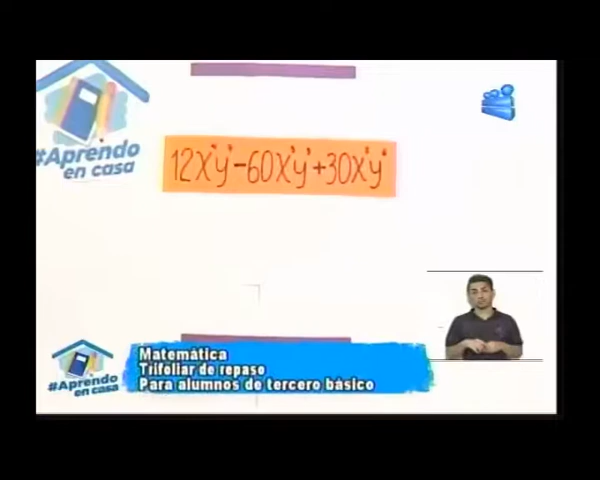 #Aprendo
en casa
12x y - 60x y + 30x y
Matemática
Trifoliar de repaso
Para alumnos de tercero básico
#Aprendo
en casa